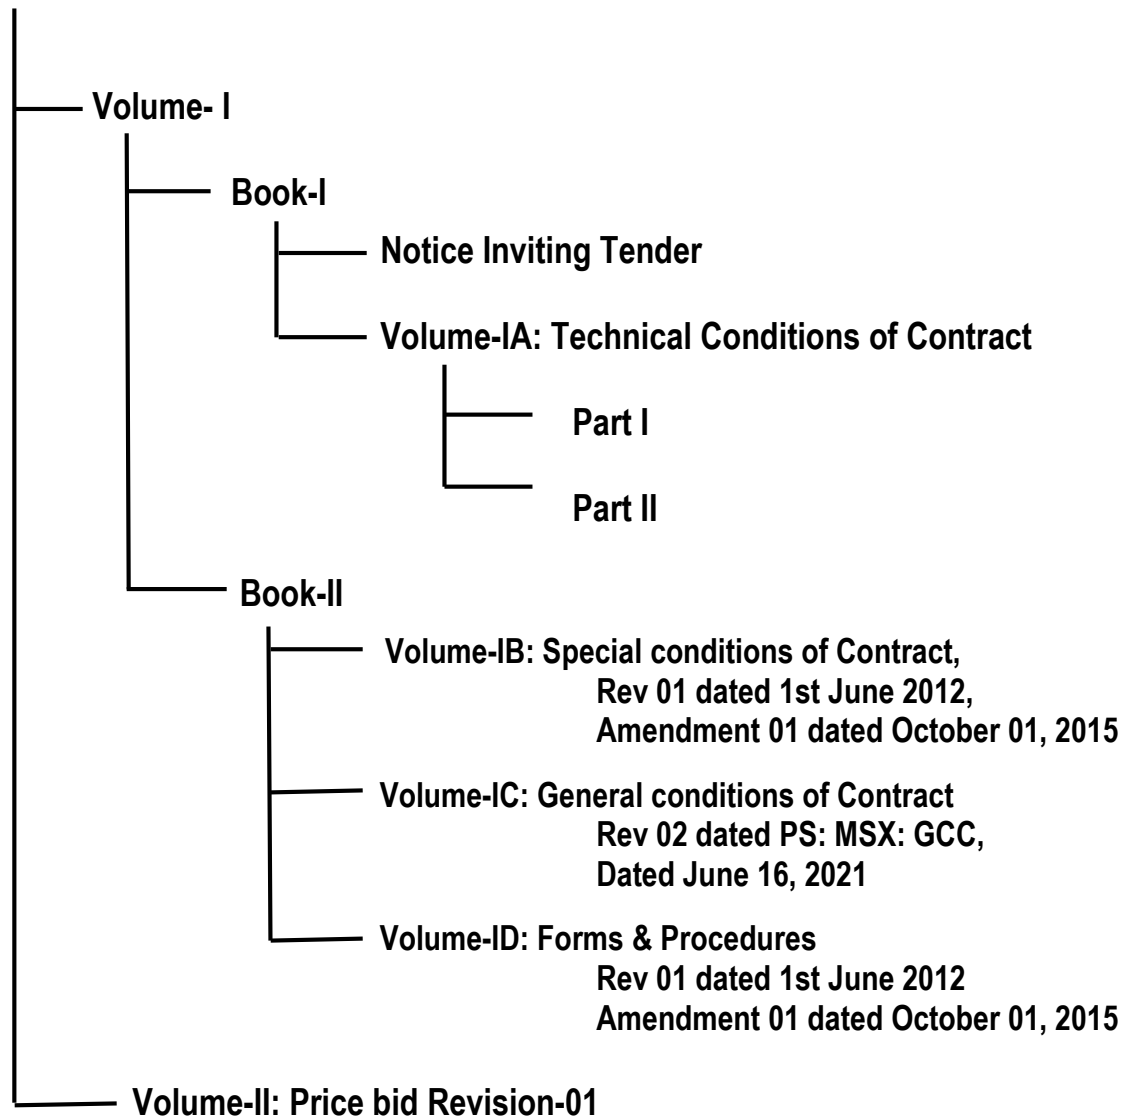 Volume- I
Book-I
Notice Inviting Tender
Volume-IA: Technical Conditions of Contract
Part I
Part II
Book-II
Volume-IB: Special conditions of Contract,
Rev 01 dated 1st June 2012,
Amendment 01 dated October 01, 2015
Volume-IC: General conditions of Contract
Rev 02 dated PS: MSX: GCC,
Dated June 16, 2021
Volume-ID: Forms & Procedures
Rev 01 dated 1st June 2012
Amendment 01 dated October 01, 2015
Volume-II: Price bid Revision-01